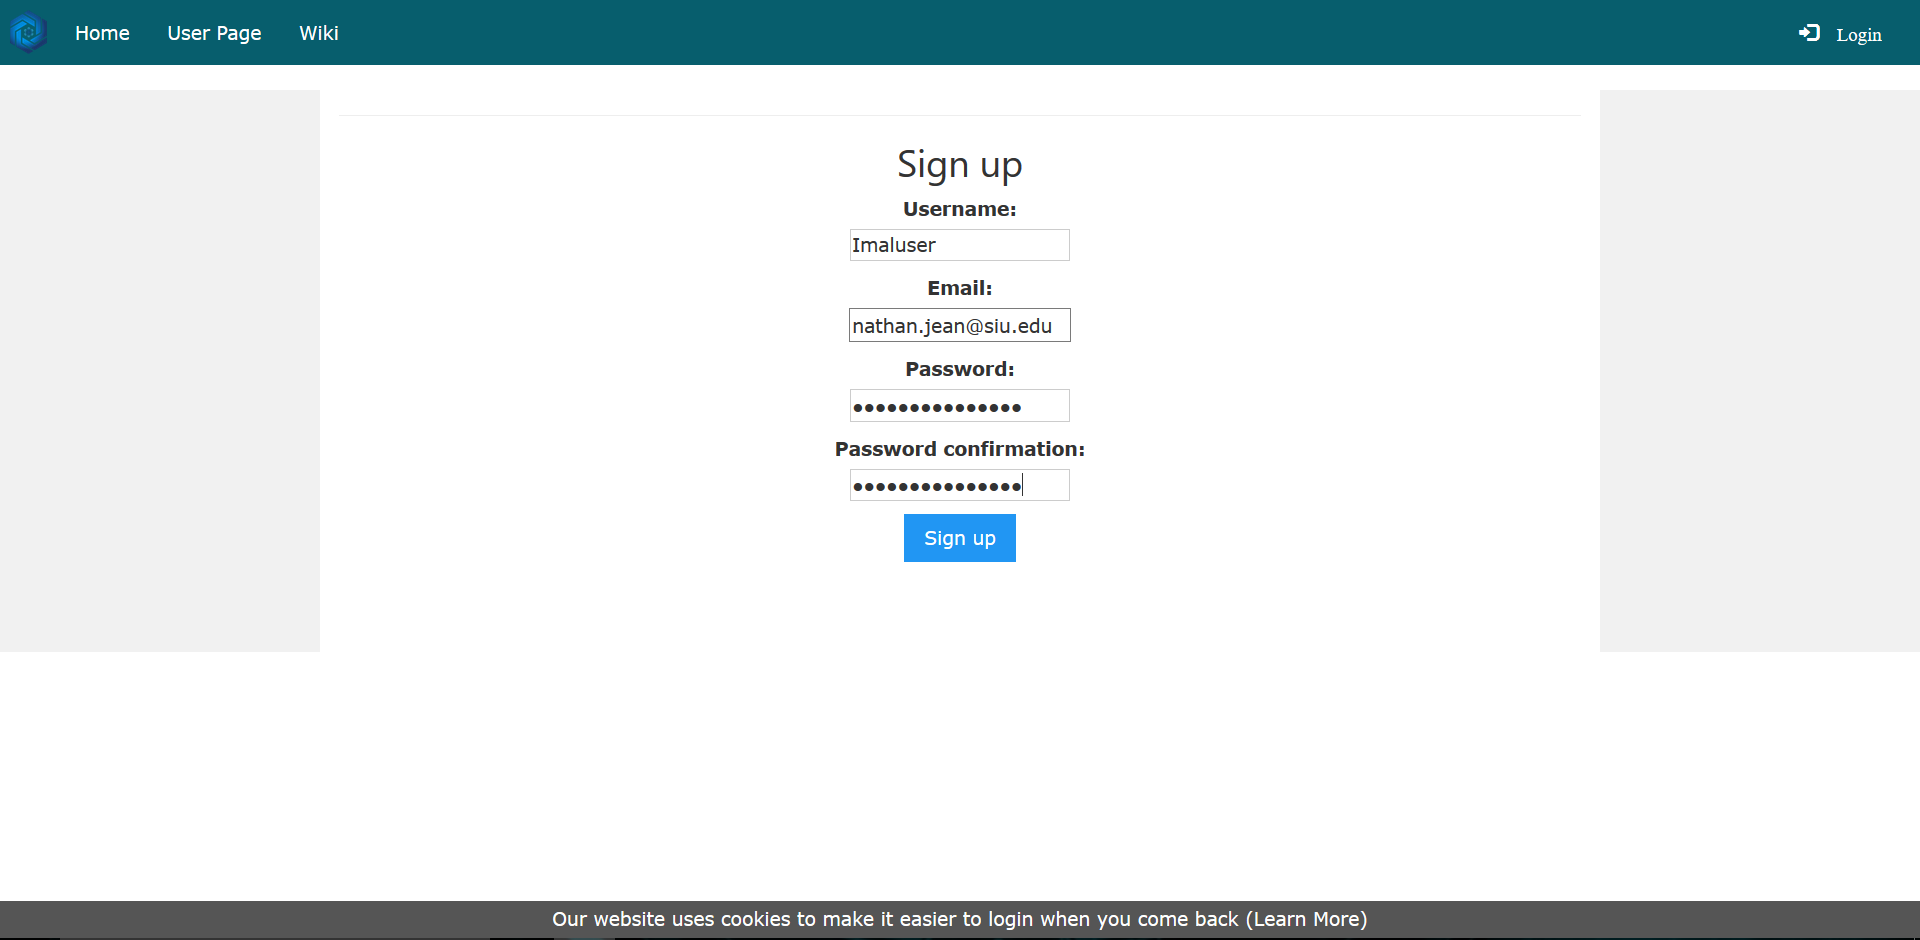 Home User Page Wiki Login
Sign up
Username:
Imaluser
Email:
nathan.jean@siu.edu
Password:
●●●●●●●●●●●●●●●
Password confirmation:
●●●●●●●●●●●●●●●
Sign up
Our website uses cookies to make it easier to login when you come back (Learn More)